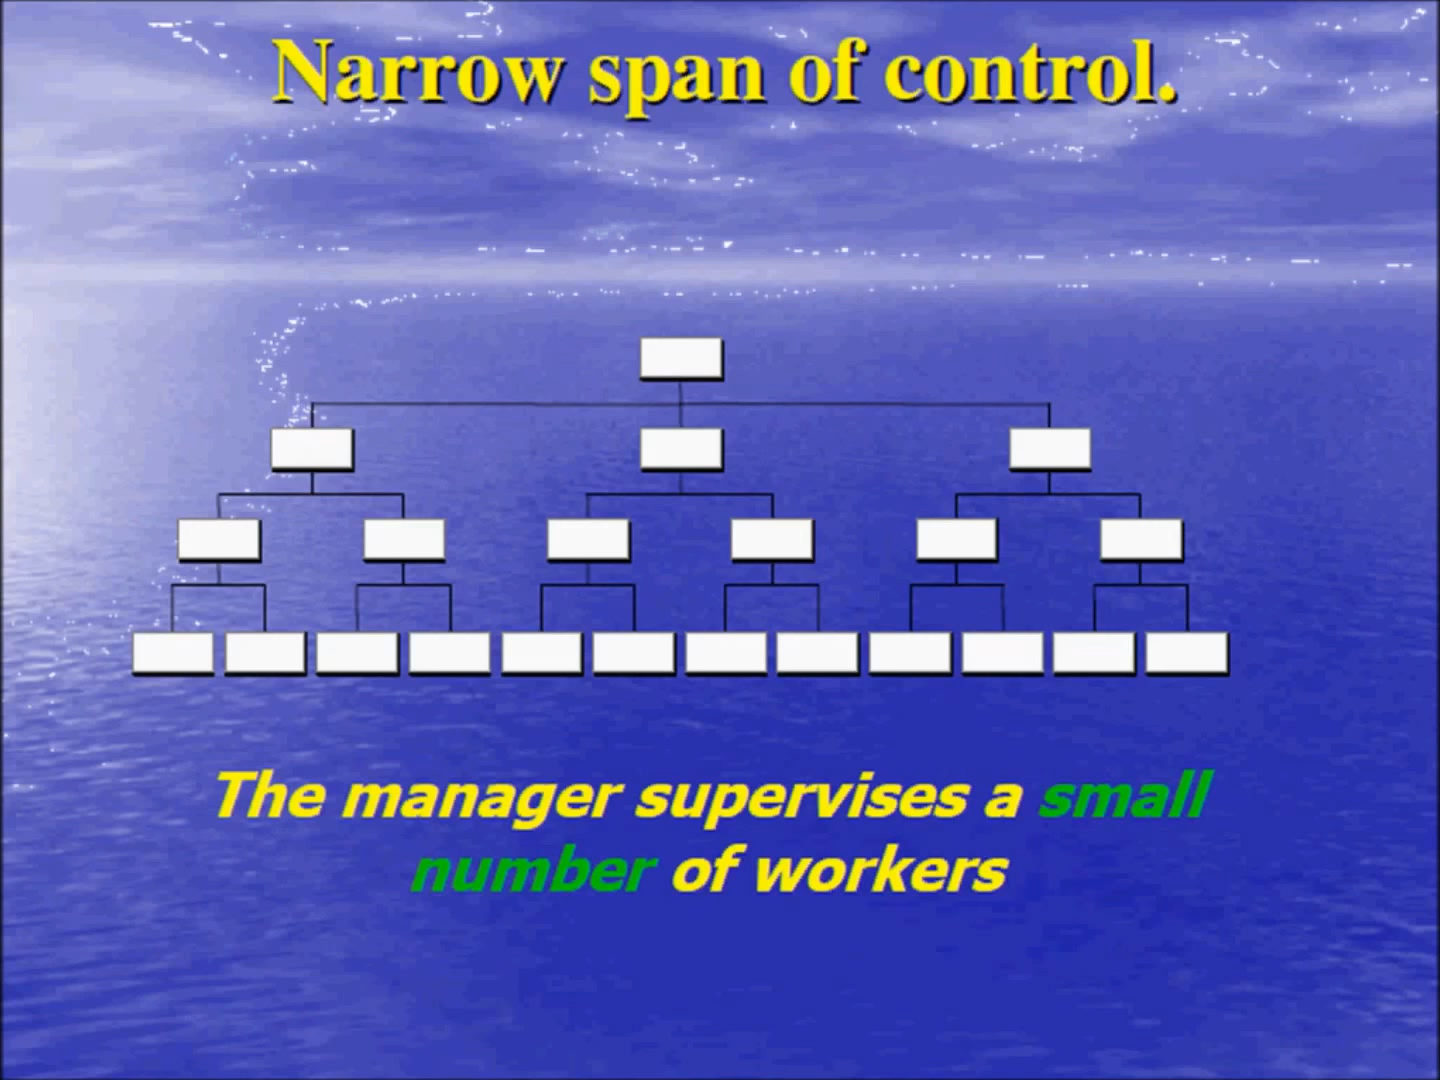 Narrow span of control.
The manager supervises a small
number of workers